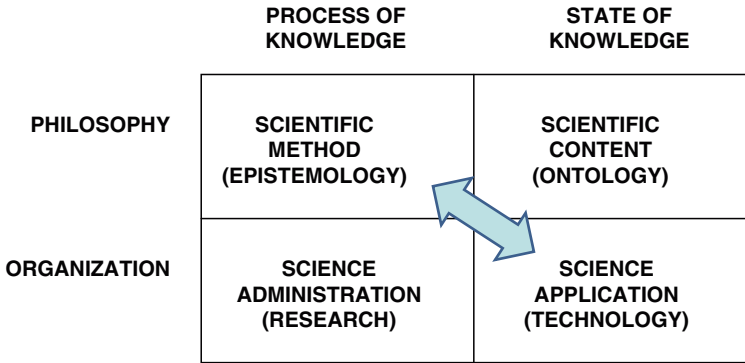 PROCESS OF
KNOWLEDGE
STATE OF
KNOWLEDGE
PHILOSOPHY
SCIENTIFIC
METHOD
(EPISTEMOLOGY)
SCIENTIFIC
CONTENT
(ONTOLOGY)
ORGANIZATION
SCIENCE
ADMINISTRATION
(RESEARCH)
SCIENCE
APPLICATION
(TECHNOLOGY)